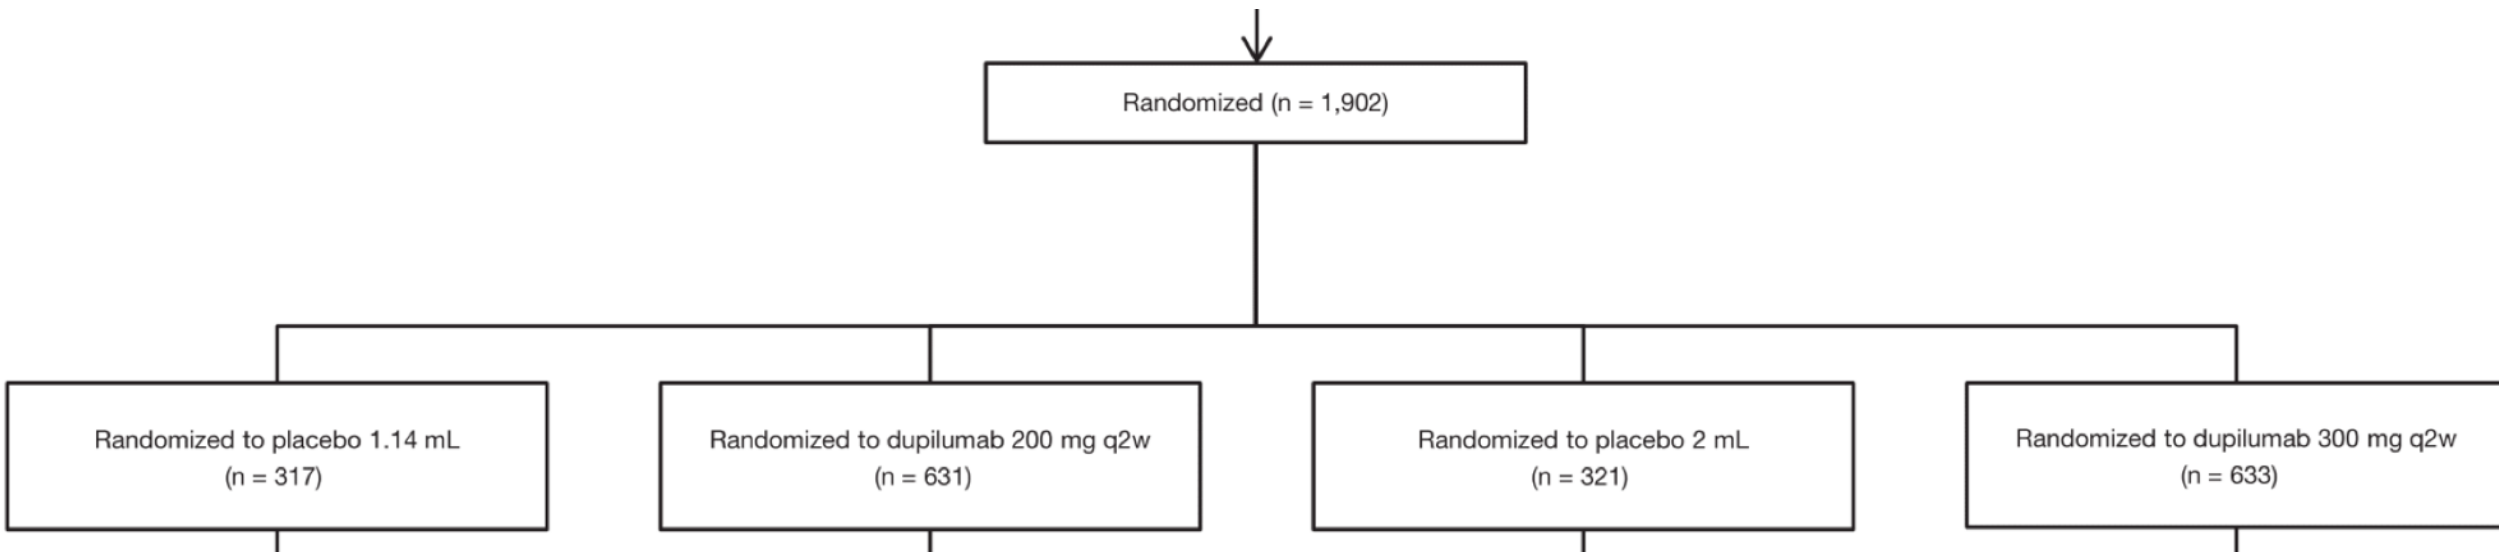 Randomized (n = 1,902)
Randomized to placebo 1.14 mL
(n = 317)
Randomized to dupilumab 200 mg q2w
(n = 631)
Randomized to placebo 2 mL
(n = 321)
Randomized to dupilumab 300 mg q2w
(n = 633)